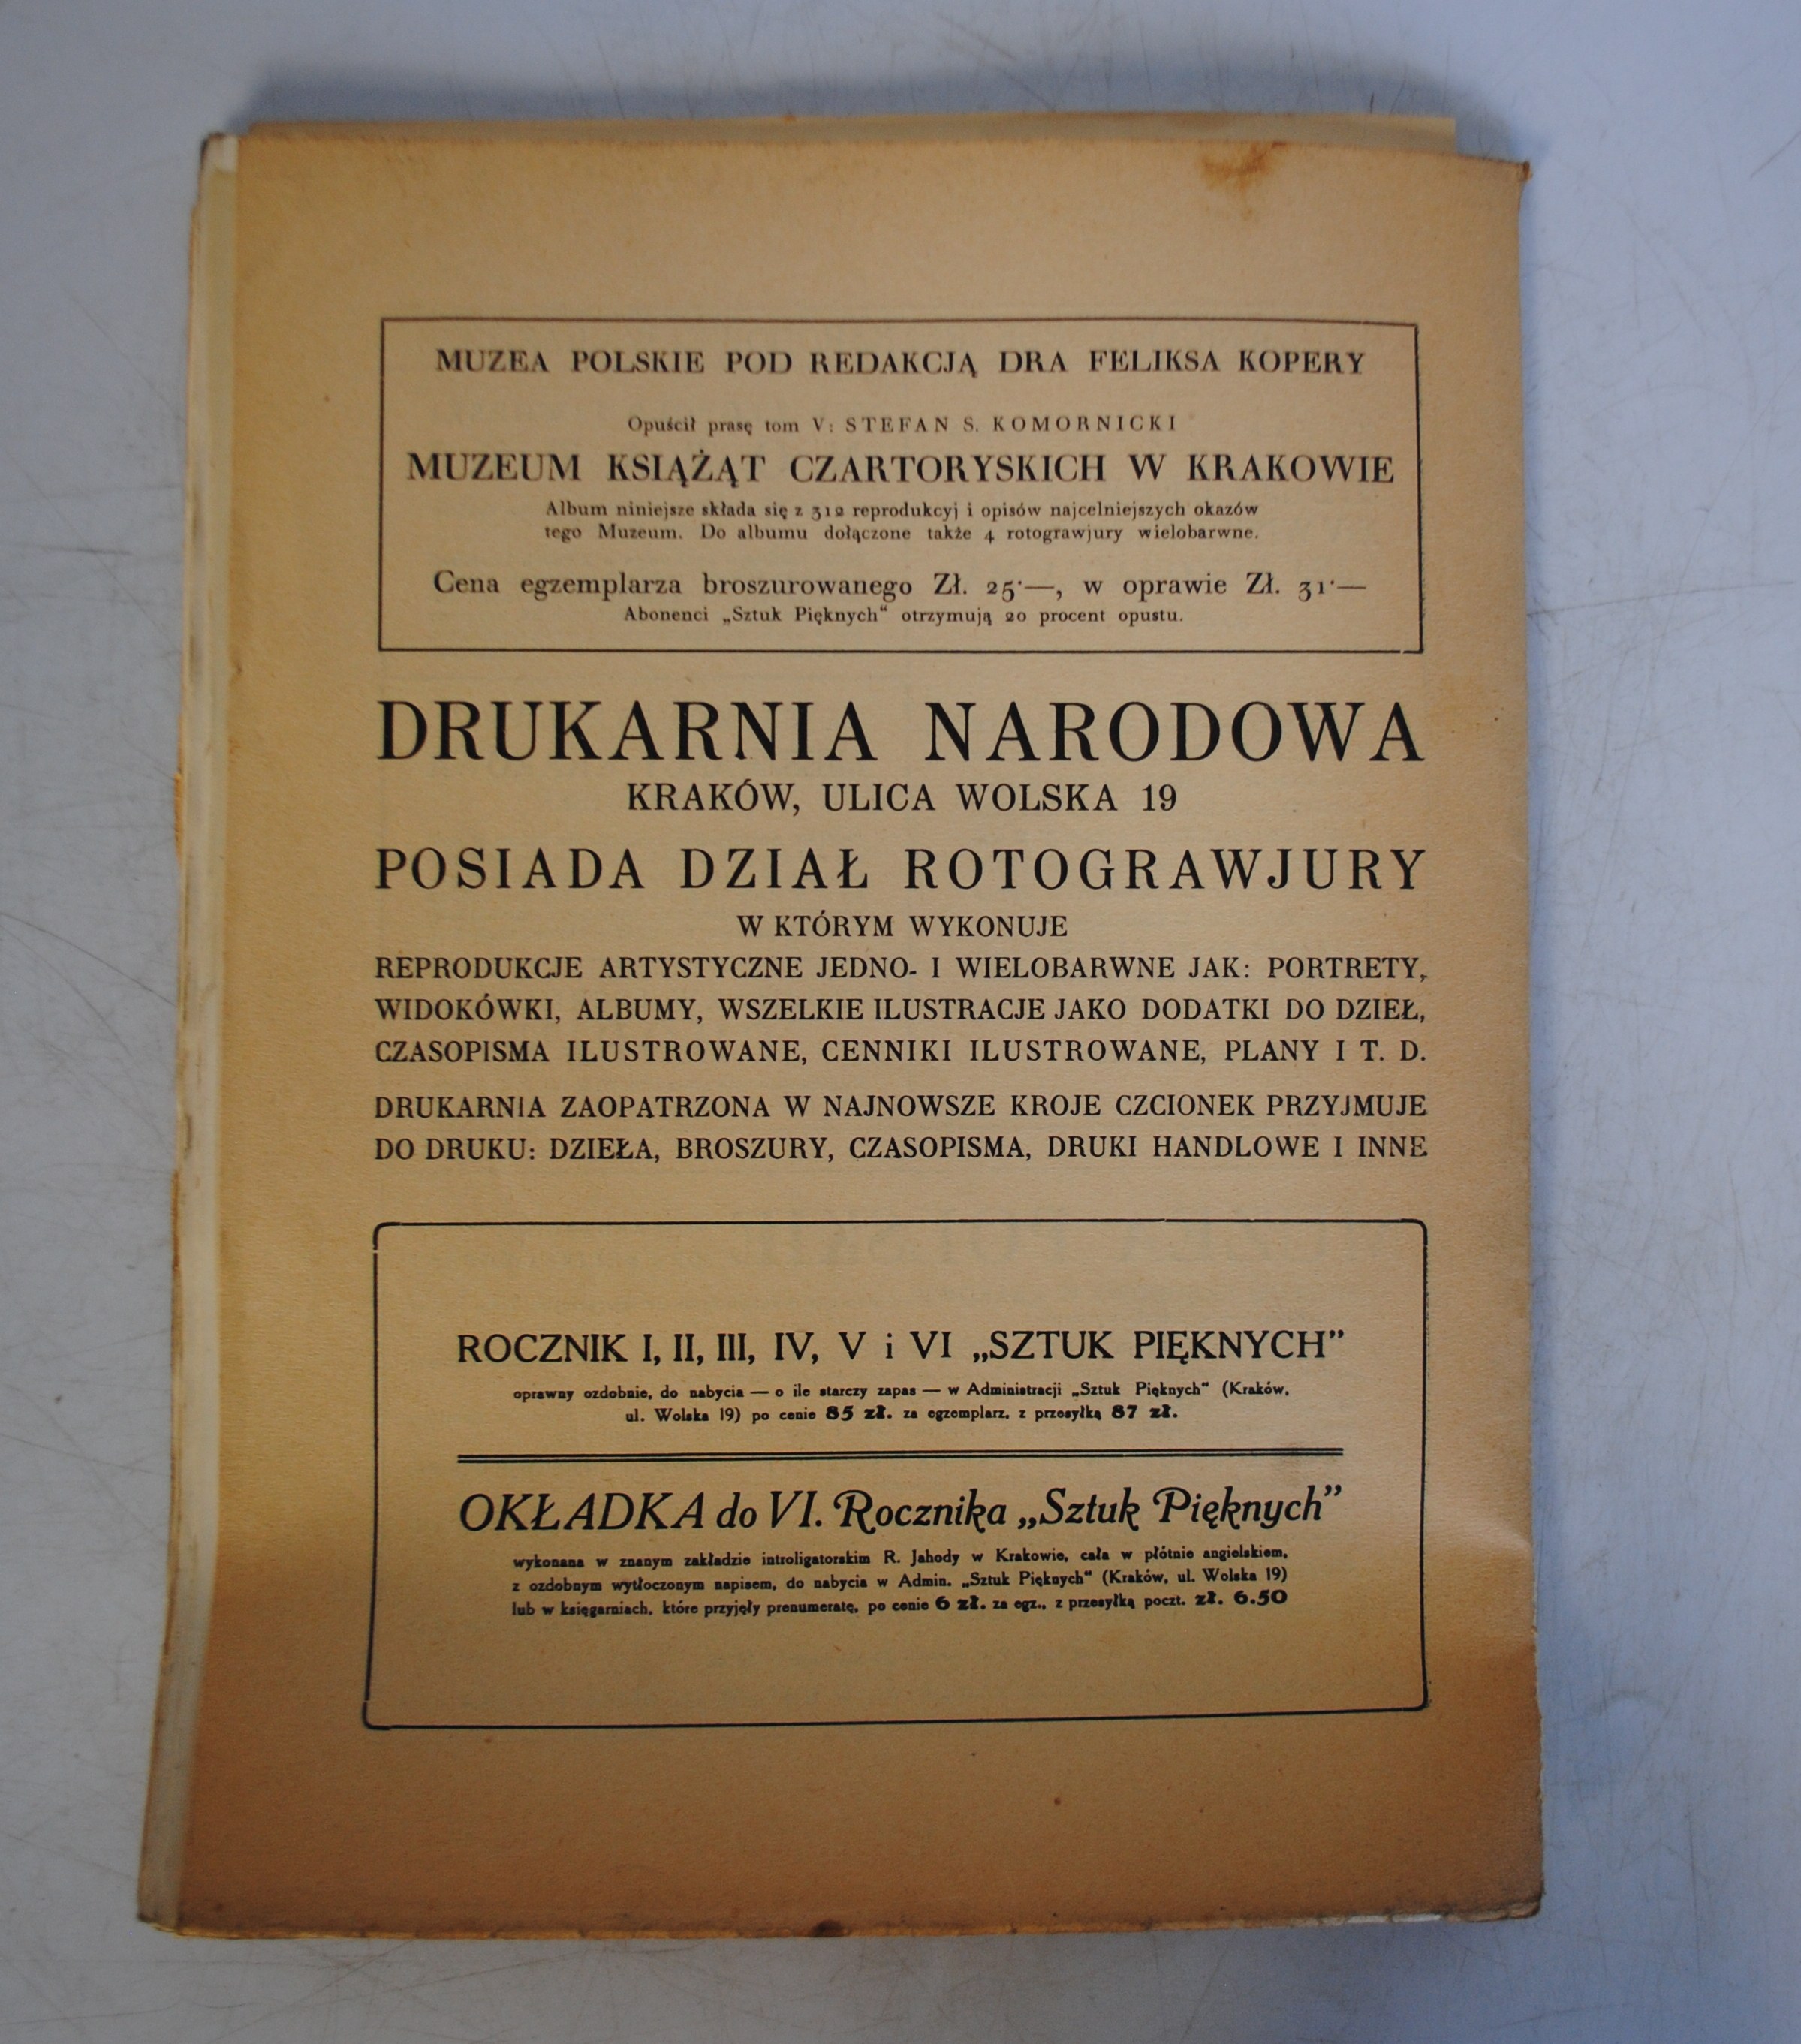 MUZEA POLSKIE POD REDAKCJĄ DRA FELIKSA KOPERY
Opuścił prasę tom V: STEFAN S. KOMORNICKI
MUZEUM KSIĄŻĄT CZARTORYSKICH W KRAKOWIE
Album niniejsze składa się z 312 reprodukcyj i opisów najcelniejszych okazów
tego Muzeum. Do albumu dołączone także 4 rotograwjury wielobarwne.
Cena egzemplarza broszurowanego Zł. 25·—, w oprawie Zł. 31·—
Abonenci „Sztuk Pięknych“ otrzymują 20 procent opustu.
DRUKARNIA NARODOWA
KRAKÓW, ULICA WOLSKA 19
POSIADA DZIAŁ ROTOGRAWJURY
W KTÓRYM WYKONUJE
REPRODUKCJE ARTYSTYCZNE JEDNO- I WIELOBARWNE JAK: PORTRETY,
WIDOKÓWKI, ALBUMY, WSZELKIE ILUSTRACJE JAKO DODATKI DO DZIEŁ,
CZASOPISMA ILUSTROWANE, CENNIKI ILUSTROWANE, PLANY I T. D.
DRUKARNIA ZAOPATRZONA W NAJNOWSZE KROJE CZCIONEK PRZYJMUJE
DO DRUKU: DZIEŁA, BROSZURY, CZASOPISMA, DRUKI HANDLOWE I INNE
ROCZNIK I, II, III, IV, V i VI „SZTUK PIĘKNYCH”
oprawny ozdobnie, do nabycia — o ile starczy zapas — w Administracji „Sztuk Pięknych“ (Kraków,
ul. Wolska 19) po cenie 85 zł. za egzemplarz, z przesyłką 87 zł.
OKŁADKA do VI. Rocznika „Sztuk Pięknych”
wykonana w znanym zakładzie introligatorskim R. Jahody w Krakowie, cała w płótnie angielskiem,
z ozdobnym wytłoczonym napisem, do nabycia w Admin. „Sztuk Pięknych“ (Kraków, ul. Wolska 19)
lub w księgarniach, które przyjęły prenumeratę, po cenie 6 zł. za egz., z przesyłką poczt. zł. 6.50